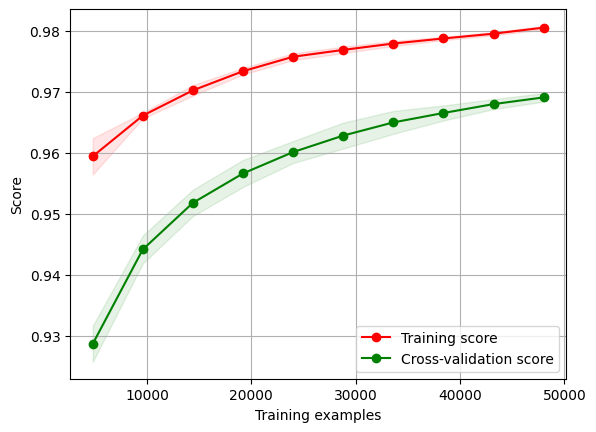 0.98
0.97
0.96
0.95
0.94
0.93
Score
10000 20000 30000 40000 50000
Training examples
Training score
Cross-validation score